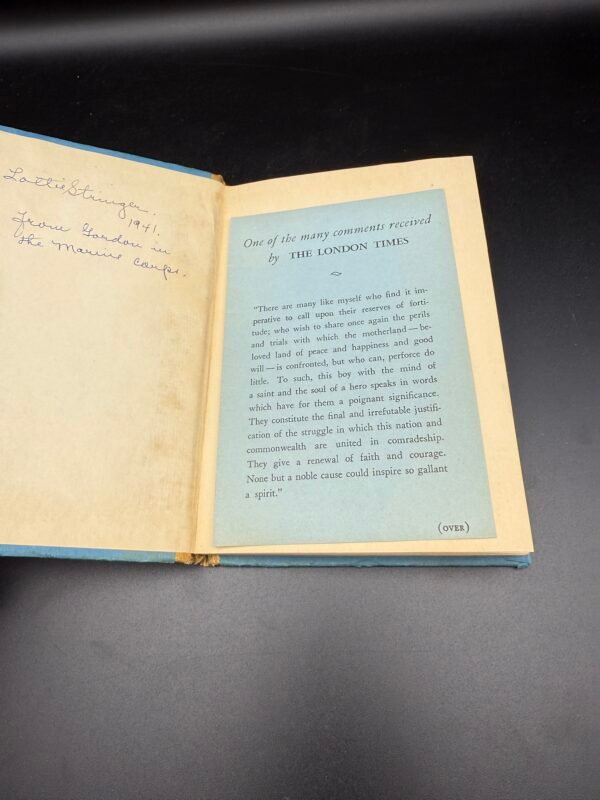 Lottie Stringer.
1941.
from Gordon in
the Marine Corps.
One of the many comments received
by THE LONDON TIMES
"There are many like myself who find it im-
perative to call upon their reserves of forti-
tude; who wish to share once again the perils
and trials with which the motherland—be-
loved land of peace and happiness and good
will—is confronted, but who can, perforce do
little. To such, this boy with the mind of
a saint and the soul of a hero speaks in words
which have for them a poignant significance.
They constitute the final and irrefutable justifi-
cation of the struggle in which this nation and
commonwealth are united in comradeship.
They give a renewal of faith and courage.
None but a noble cause could inspire so gallant
a spirit."
(OVER)